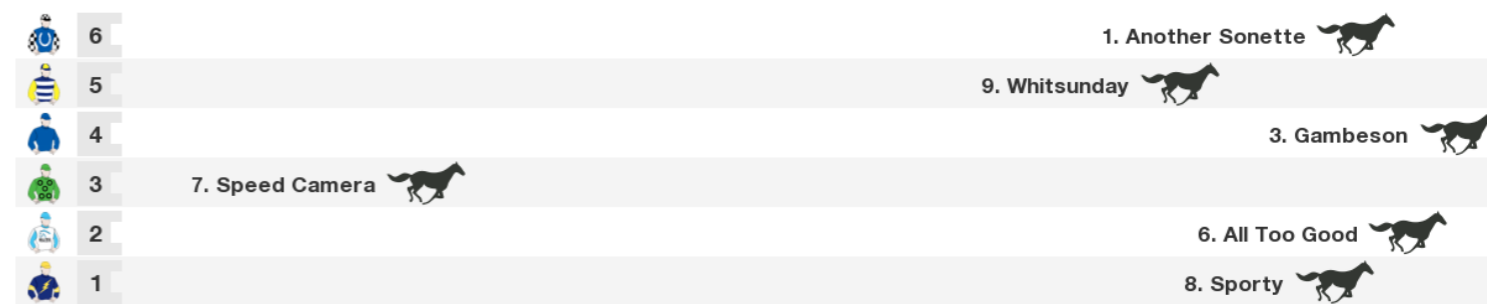 6 1. Another Sonette
5 9. Whitsunday
4 3. Gambeson
3 7. Speed Camera
2 6. All Too Good
1 8. Sporty